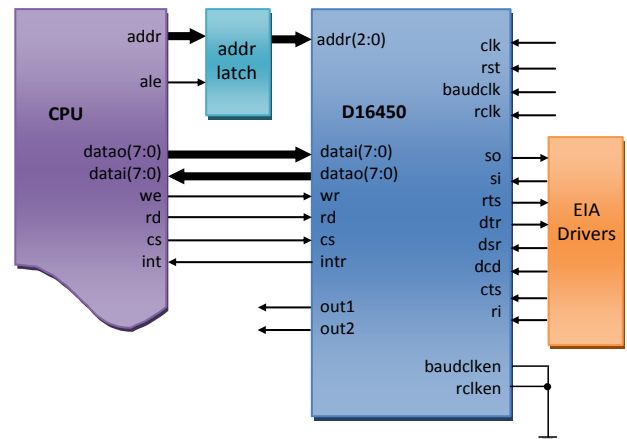 addr
ale
CPU
datao(7:0)
datai(7:0)
we
rd
cs
int
addr
latch
addr(2:0)
D16450
datai(7:0)
datao(7:0)
wr
rd
cs
intr
out1
out2
clk
rst
baudclk
rclk
so
si
rts
dtr
dsr
dcd
cts
ri
baudclken
rclken
EIA
Drivers